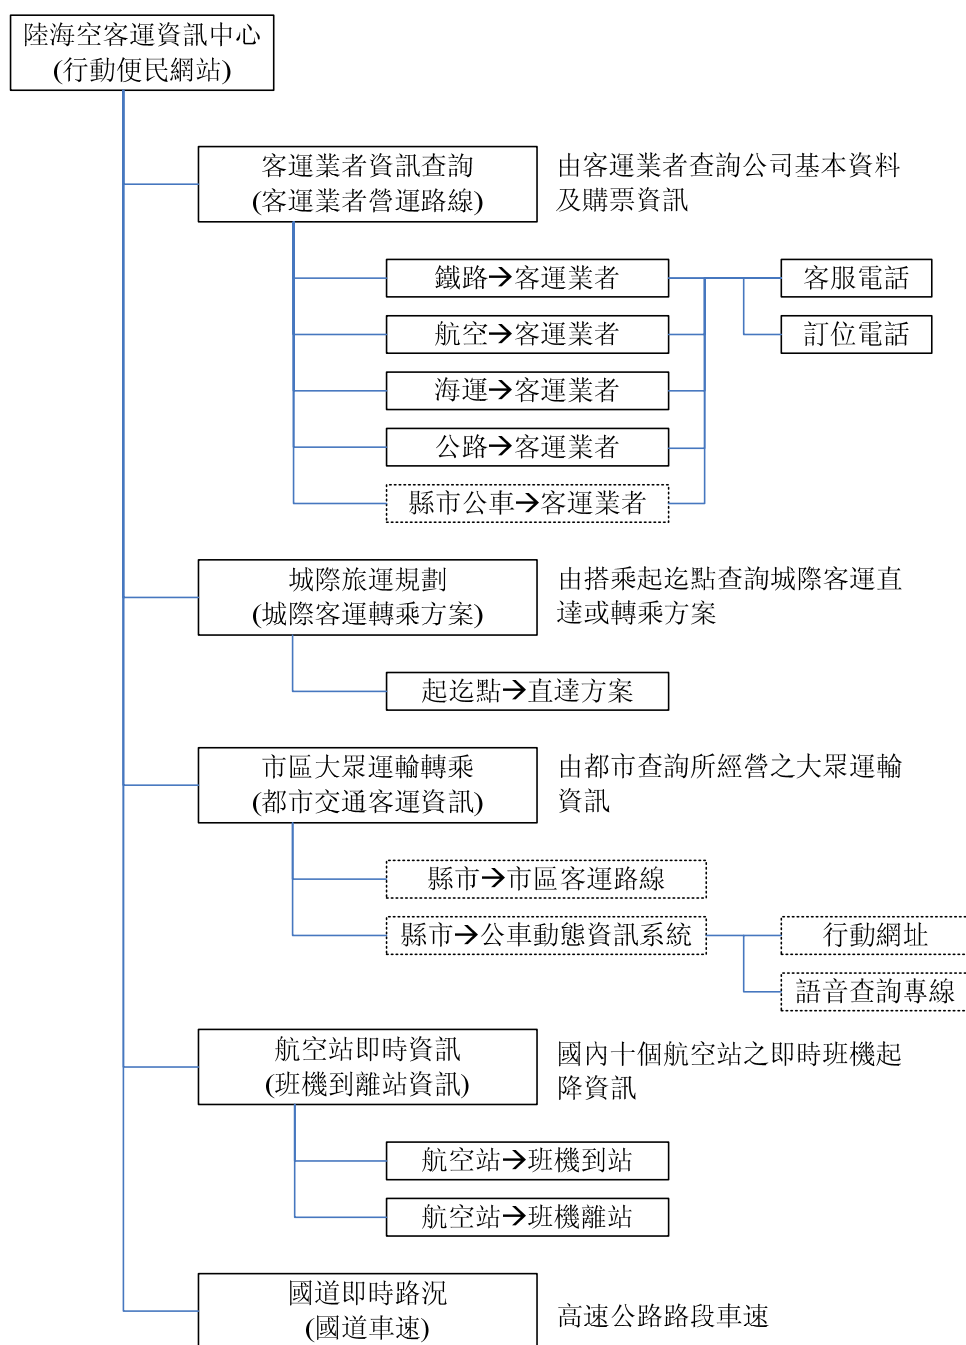 陸海空客運資訊中心
(行動便民網站)
客運業者資訊查詢
(客運業者營運路線)
由客運業者查詢公司基本資料
及購票資訊
鐵路→客運業者
客服電話
航空→客運業者
訂位電話
海運→客運業者
公路→客運業者
縣市公車→客運業者
城際旅運規劃
(城際客運轉乘方案)
由搭乘起迄點查詢城際客運直
達或轉乘方案
起迄點→直達方案
市區大眾運輸轉乘
(都市交通客運資訊)
由都市查詢所經營之大眾運輸
資訊
縣市→市區客運路線
縣市→公車動態資訊系統
行動網址
語音查詢專線
航空站即時資訊
(班機到離站資訊)
國內十個航空站之即時班機起
降資訊
航空站→班機到站
航空站→班機離站
國道即時路況
(國道車速)
高速公路路段車速